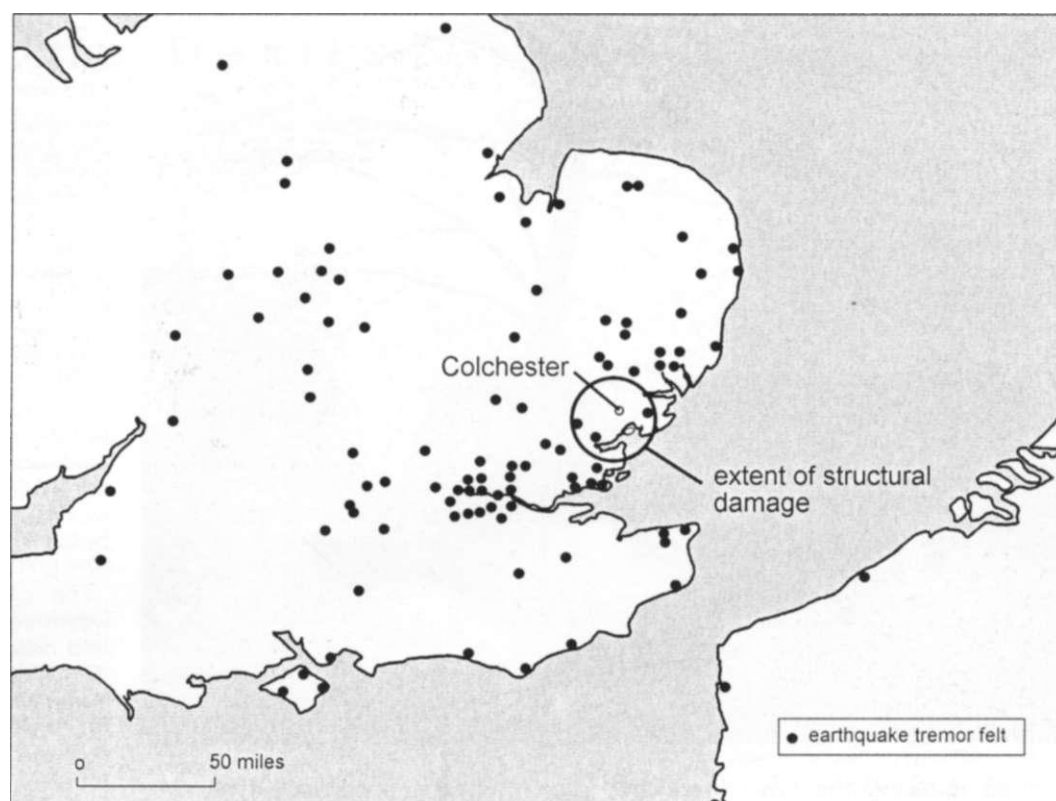 Colchester
extent of structural
damage
earthquake tremor felt
0 50 miles